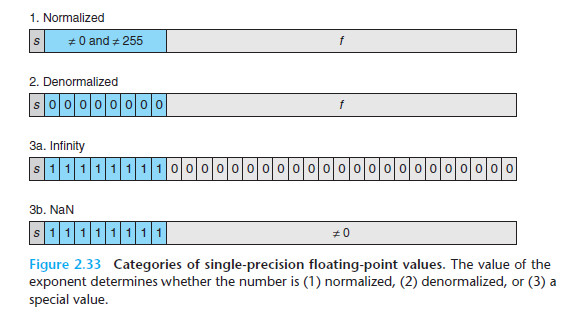 1. Normalized
s ≠ 0 and ≠ 255 f
2. Denormalized
s 0 0 0 0 0 0 0 0 f
3a. Infinity
s 1 1 1 1 1 1 1 1 0 0 0 0 0 0 0 0 0 0 0 0 0 0 0 0 0 0 0 0 0 0 0
3b. NaN
s 1 1 1 1 1 1 1 1 ≠ 0
Figure 2.33 Categories of single-precision floating-point values. The value of the
exponent determines whether the number is (1) normalized, (2) denormalized, or (3) a
special value.